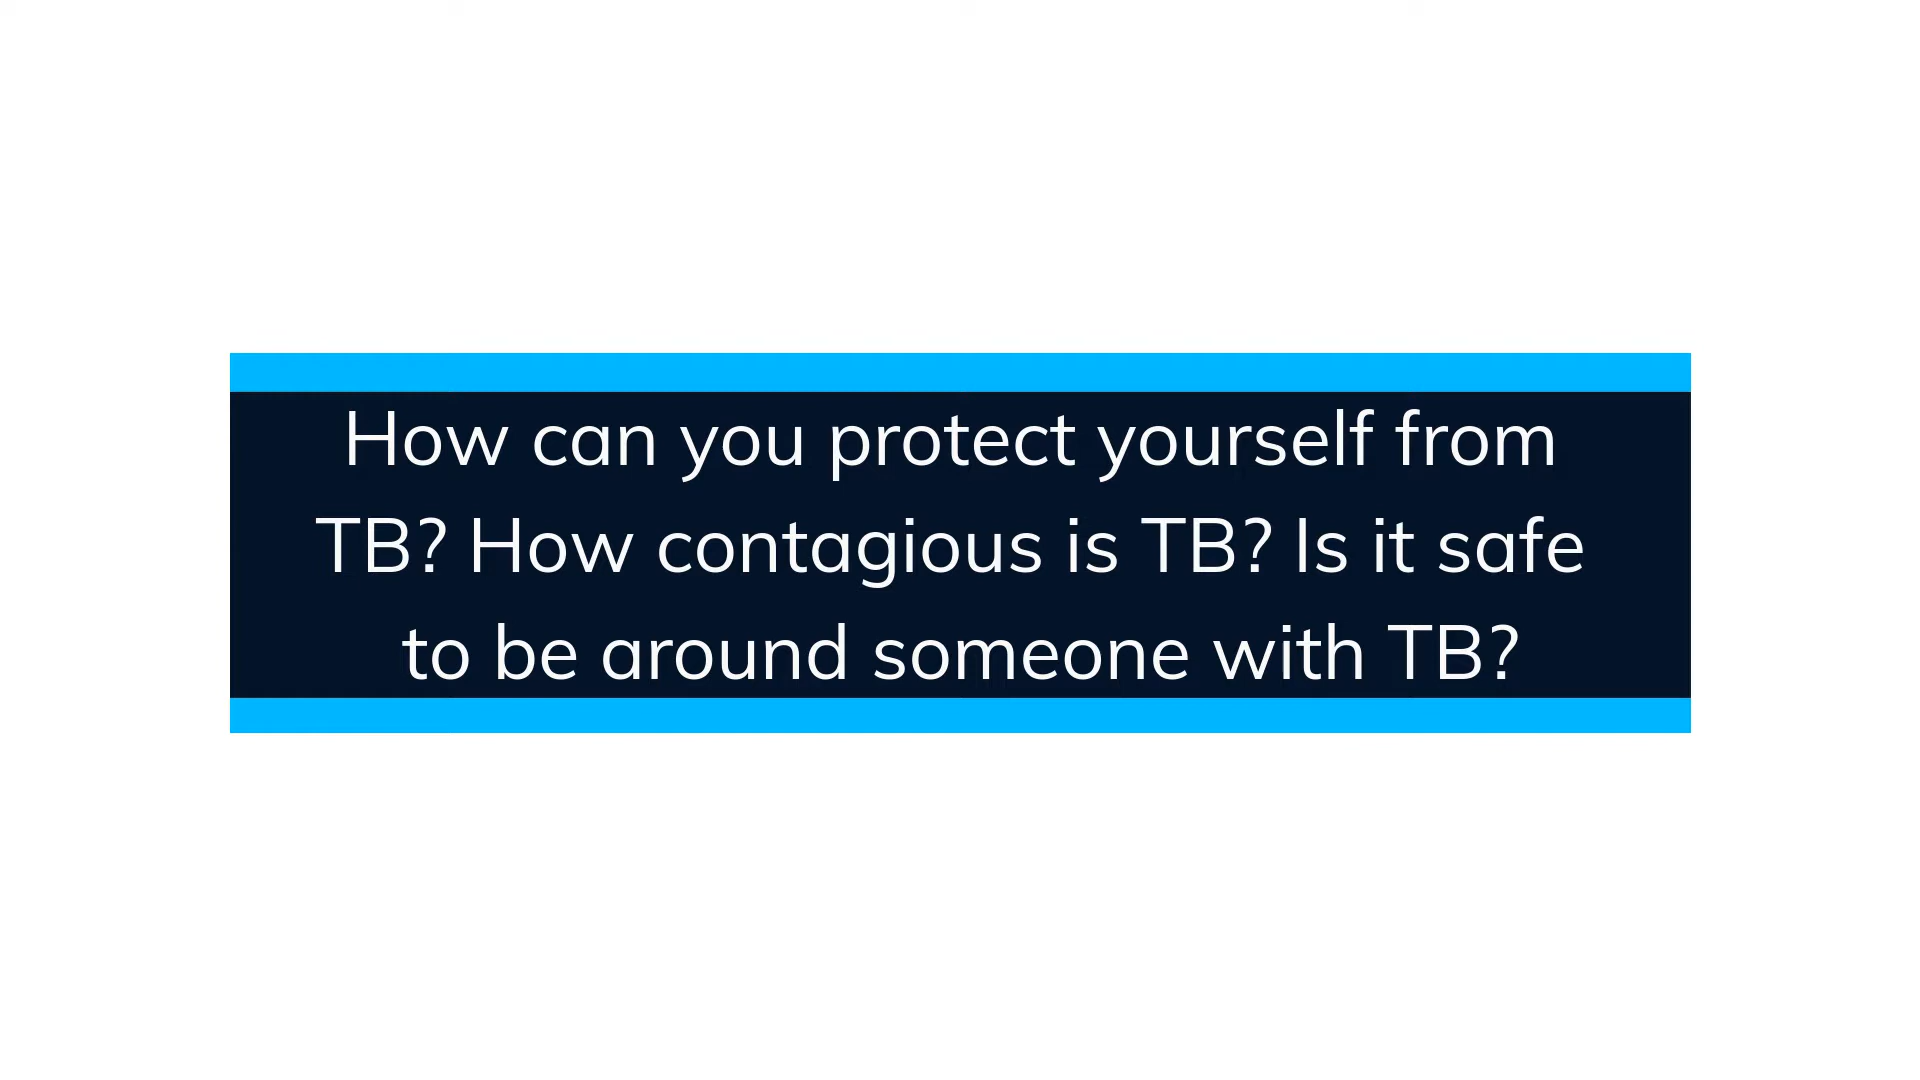 How can you protect yourself from
TB? How contagious is TB? Is it safe
to be around someone with TB?